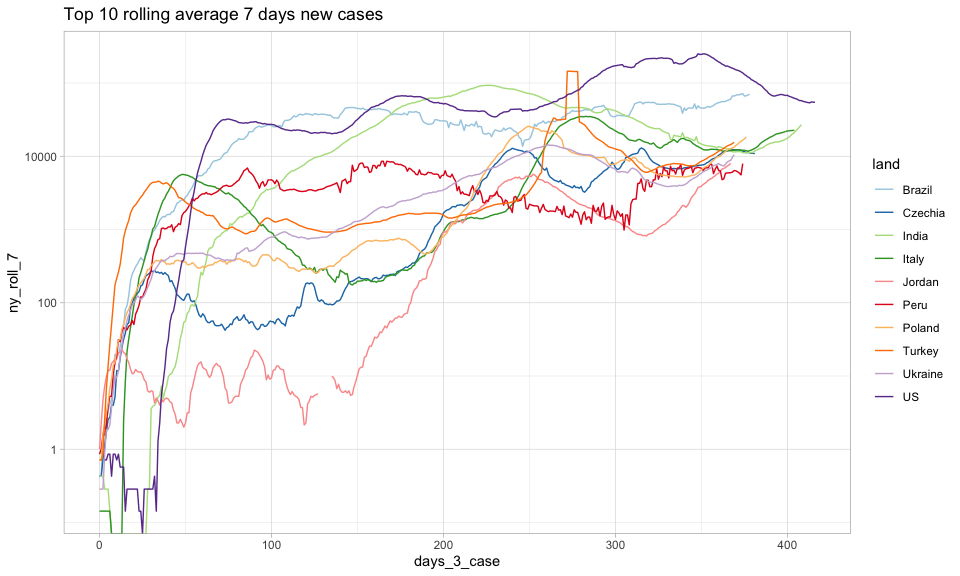 Top 10 rolling average 7 days new cases
ny_roll_7
10000
100
1
0
100
200
300
400
days_3_case
land
Brazil
Czechia
India
Italy
Jordan
Peru
Poland
Turkey
Ukraine
US